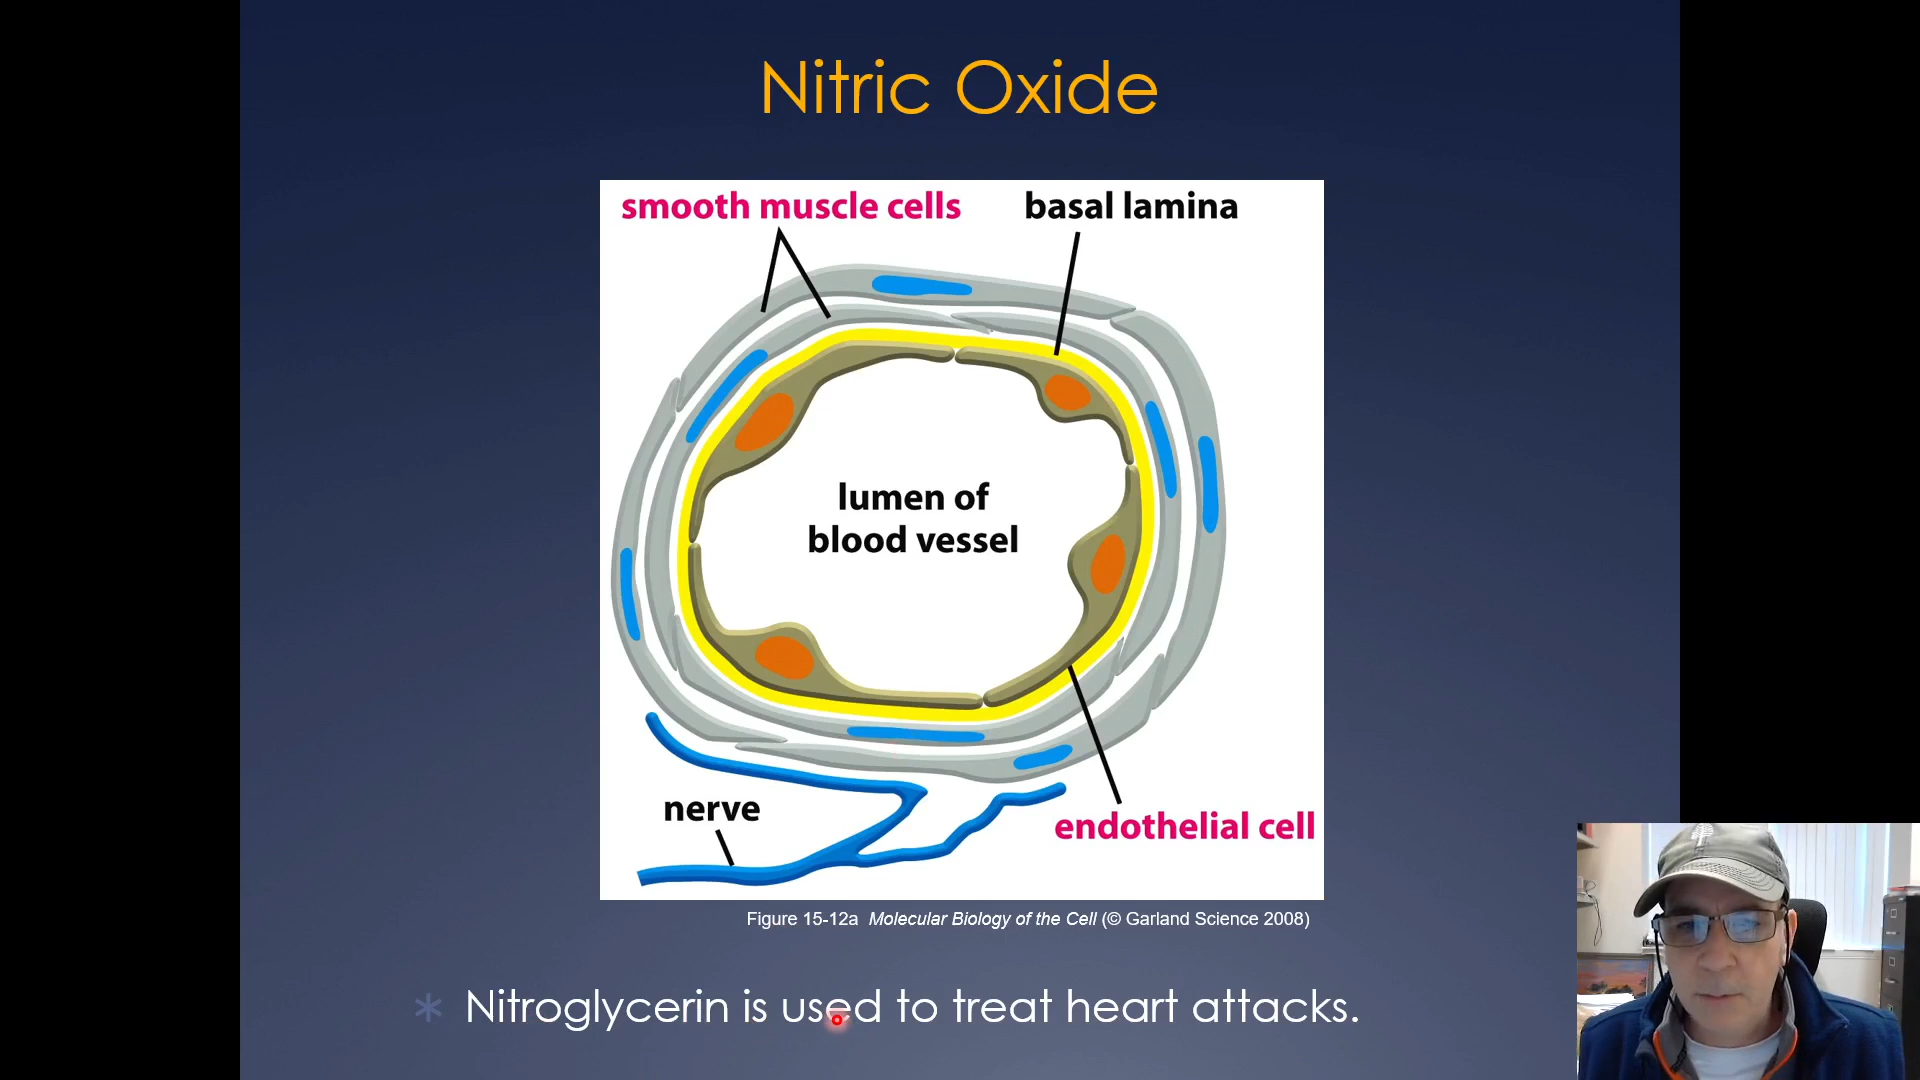 Nitric Oxide
smooth muscle cells
basal lamina
lumen of
blood vessel
nerve
endothelial cell
Figure 15-12a Molecular Biology of the Cell (© Garland Science 2008)
* Nitroglycerin is used to treat heart attacks.